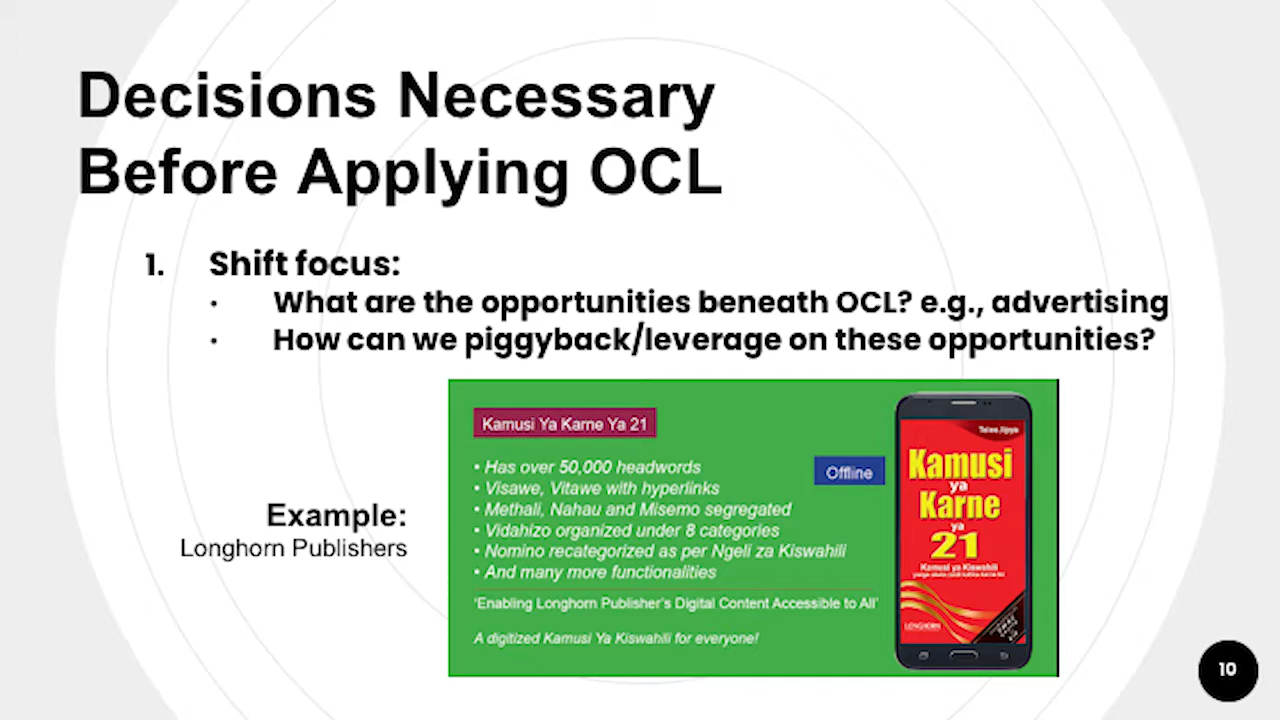 Decisions Necessary
Before Applying OCL
1. Shift focus:
· What are the opportunities beneath OCL? e.g., advertising
· How can we piggyback/leverage on these opportunities?
Example:
Longhorn Publishers
Kamusi Ya Karne Ya 21
• Has over 50,000 headwords
• Visawe, Vitawe with hyperlinks
• Methali, Nahau and Misemo segregated
• Vidahizo organized under 8 categories
• Nomino recategorized as per Ngeli za Kiswahili
• And many more functionalities
'Enabling Longhorn Publisher's Digital Content Accessible to All'
A digitized Kamusi Ya Kiswahili for everyone!
Offline
Kamusi
ya
Karne
ya
21
Kamusi ya Kiswahili
LONGHORN
10